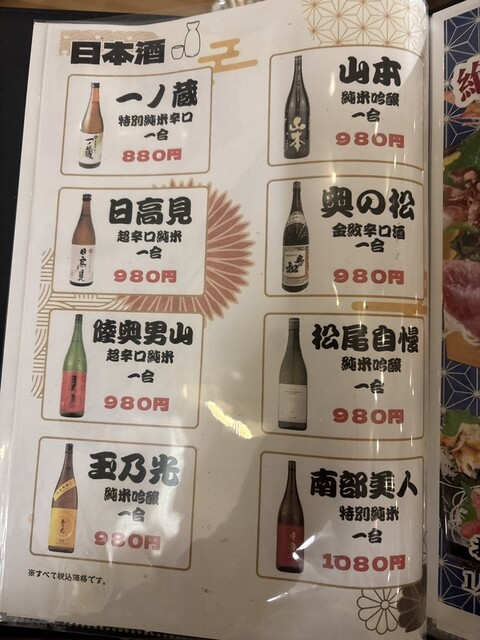 日本酒
一ノ蔵
特別純米辛口
一合
880円
日高見
超辛口純米
一合
980円
陸奥男山
超辛口純米
一合
980円
玉乃光
純米吟醸
一合
980円
※すべて税込価格です。
山本
純米吟醸
一合
980円
奥の松
金紋辛口酒
一合
980円
松尾自慢
純米吟醸
一合
980円
南部美人
特別純米
一合
1080円